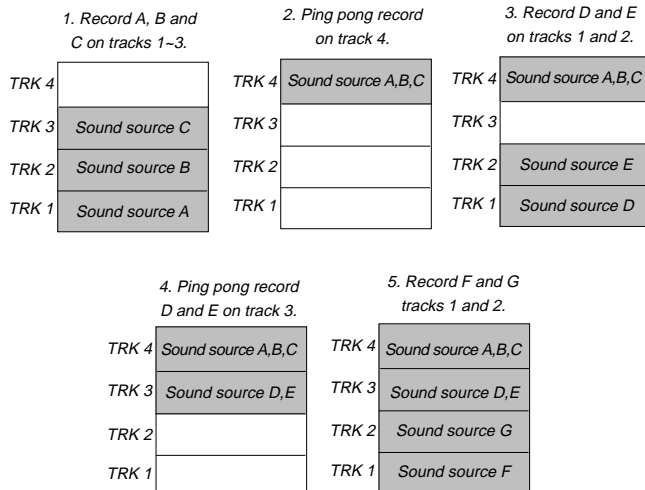 1. Record A, B and
C on tracks 1~3.
TRK 4
TRK 3 Sound source C
TRK 2 Sound source B
TRK 1 Sound source A
2. Ping pong record
on track 4.
TRK 4 Sound source A,B,C
TRK 3
TRK 2
TRK 1
3. Record D and E
on tracks 1 and 2.
TRK 4 Sound source A,B,C
TRK 3
TRK 2 Sound source E
TRK 1 Sound source D
4. Ping pong record
D and E on track 3.
TRK 4 Sound source A,B,C
TRK 3 Sound source D,E
TRK 2
TRK 1
5. Record F and G
tracks 1 and 2.
TRK 4 Sound source A,B,C
TRK 3 Sound source D,E
TRK 2 Sound source G
TRK 1 Sound source F